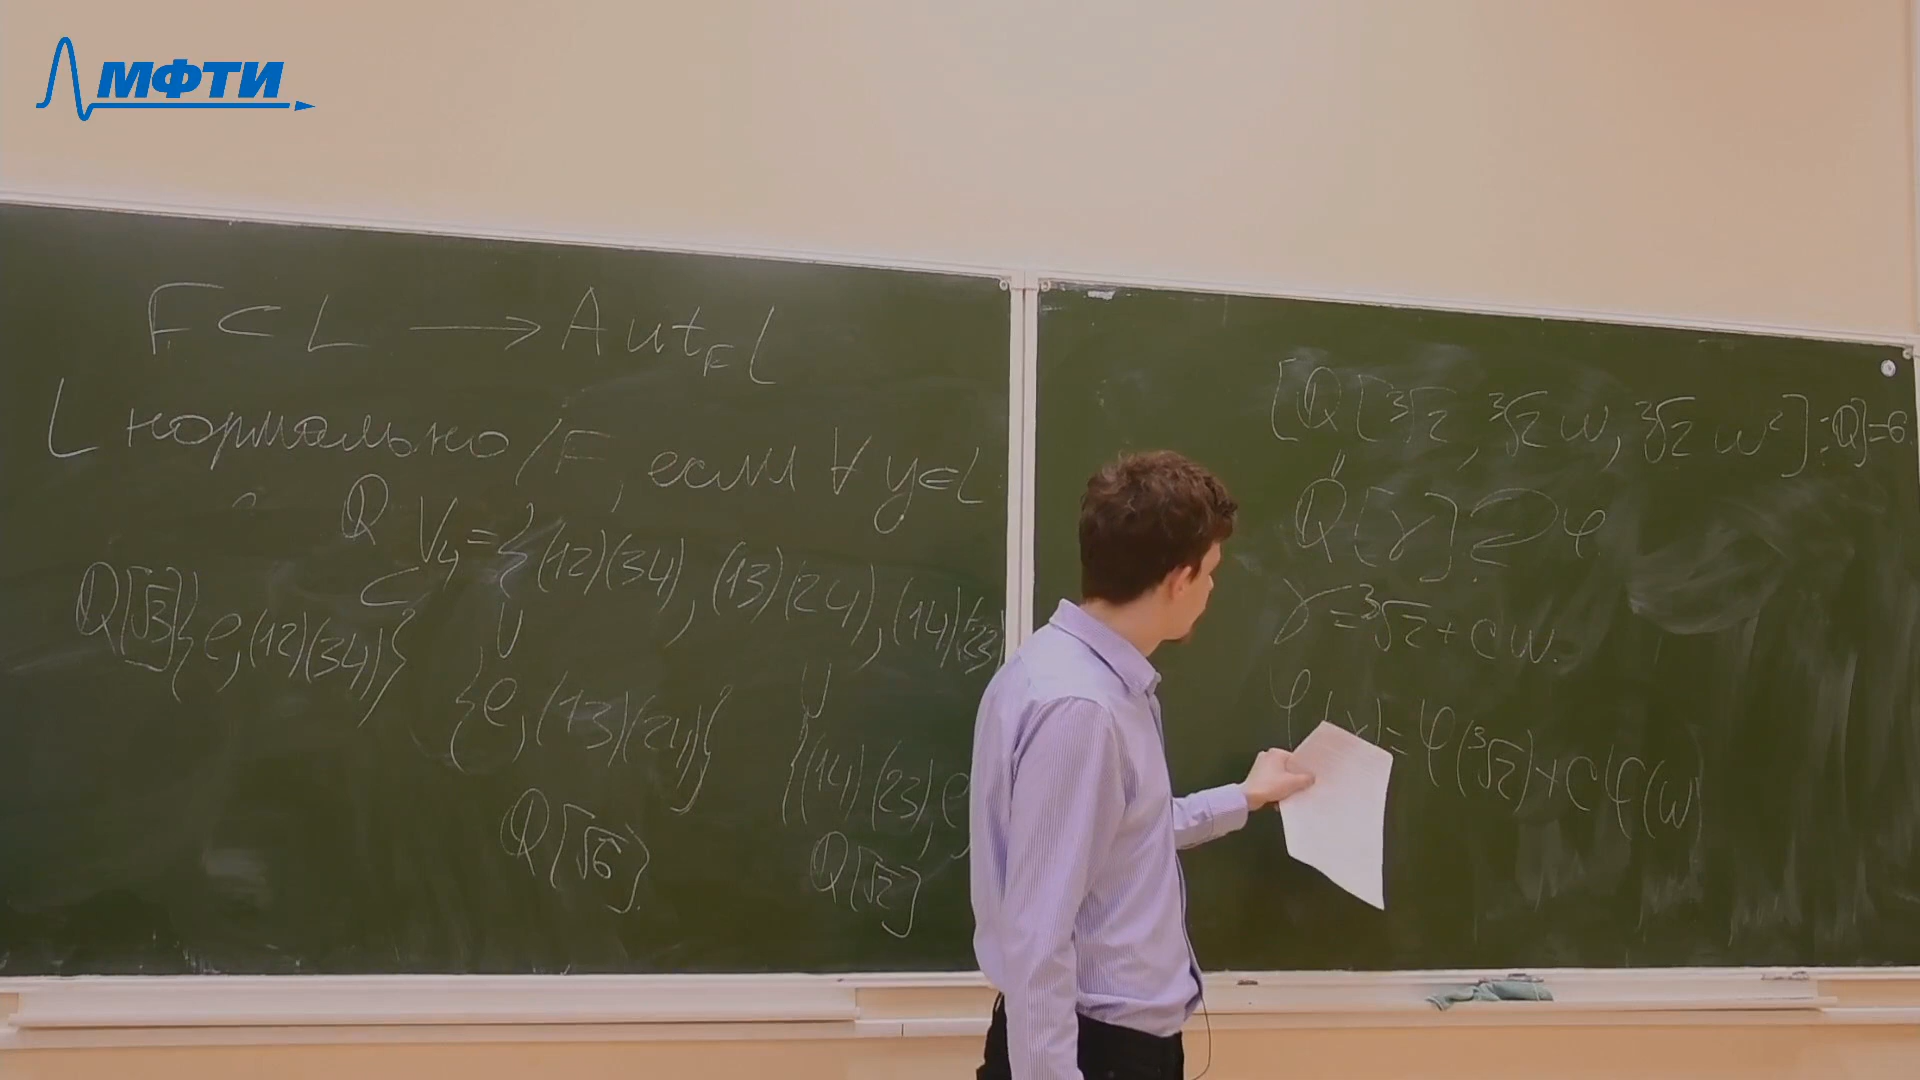 МФТИ
F ⊂ L ⟶ Aut_F L
L нормально /F, если ∀ y ∈ L
Q V₄ = {(12)(34), (13)(24), (14)(23)
Q[√3] {e, (12)(34)} ⊂ ∪ ∪
{e, (13)(24)} {(14)(23), e
Q[√6] Q[√2]
[Q[∛2, ∛2 w, ∛2 w²] : Q] = 6
"
Q[γ] ⊋ φ
γ = ∛2 + c w.
φ(γ) = φ(∛2) + c φ(w)